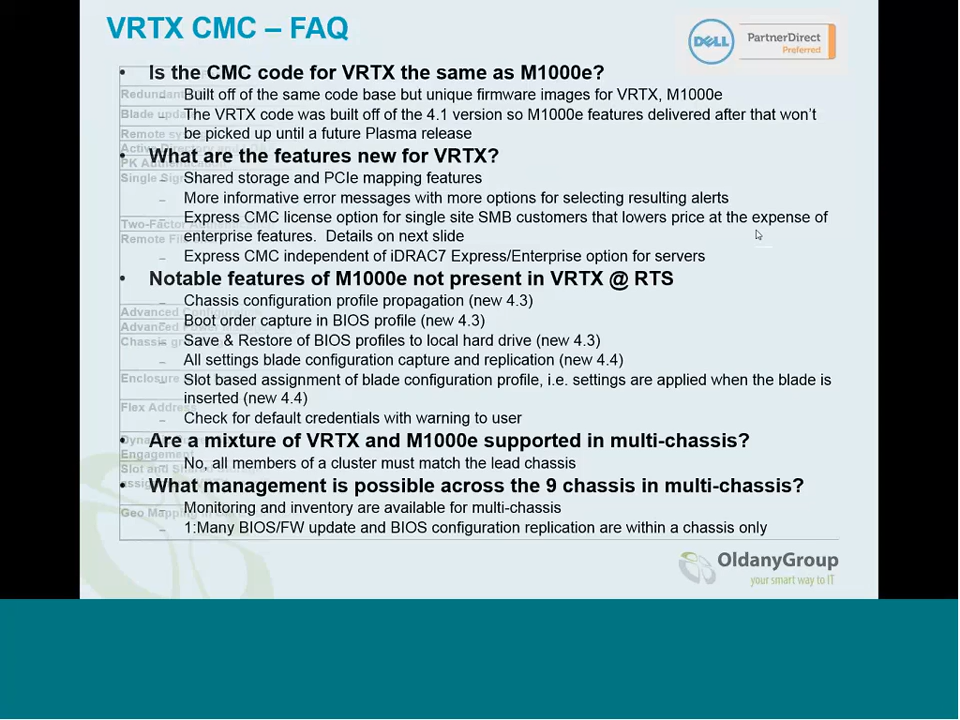 VRTX CMC – FAQ
DELL
PartnerDirect
Preferred
• Is the CMC code for VRTX the same as M1000e?
– Built off of the same code base but unique firmware images for VRTX, M1000e
– The VRTX code was built off of the 4.1 version so M1000e features delivered after that won't
be picked up until a future Plasma release
• What are the features new for VRTX?
– Shared storage and PCIe mapping features
– More informative error messages with more options for selecting resulting alerts
– Express CMC license option for single site SMB customers that lowers price at the expense of
enterprise features. Details on next slide
– Express CMC independent of iDRAC7 Express/Enterprise option for servers
• Notable features of M1000e not present in VRTX @ RTS
– Chassis configuration profile propagation (new 4.3)
– Boot order capture in BIOS profile (new 4.3)
– Save & Restore of BIOS profiles to local hard drive (new 4.3)
– All settings blade configuration capture and replication (new 4.4)
– Slot based assignment of blade configuration profile, i.e. settings are applied when the blade is
inserted (new 4.4)
– Check for default credentials with warning to user
• Are a mixture of VRTX and M1000e supported in multi-chassis?
– No, all members of a cluster must match the lead chassis
• What management is possible across the 9 chassis in multi-chassis?
– Monitoring and inventory are available for multi-chassis
– 1:Many BIOS/FW update and BIOS configuration replication are within a chassis only
OldanyGroup
your smart way to IT